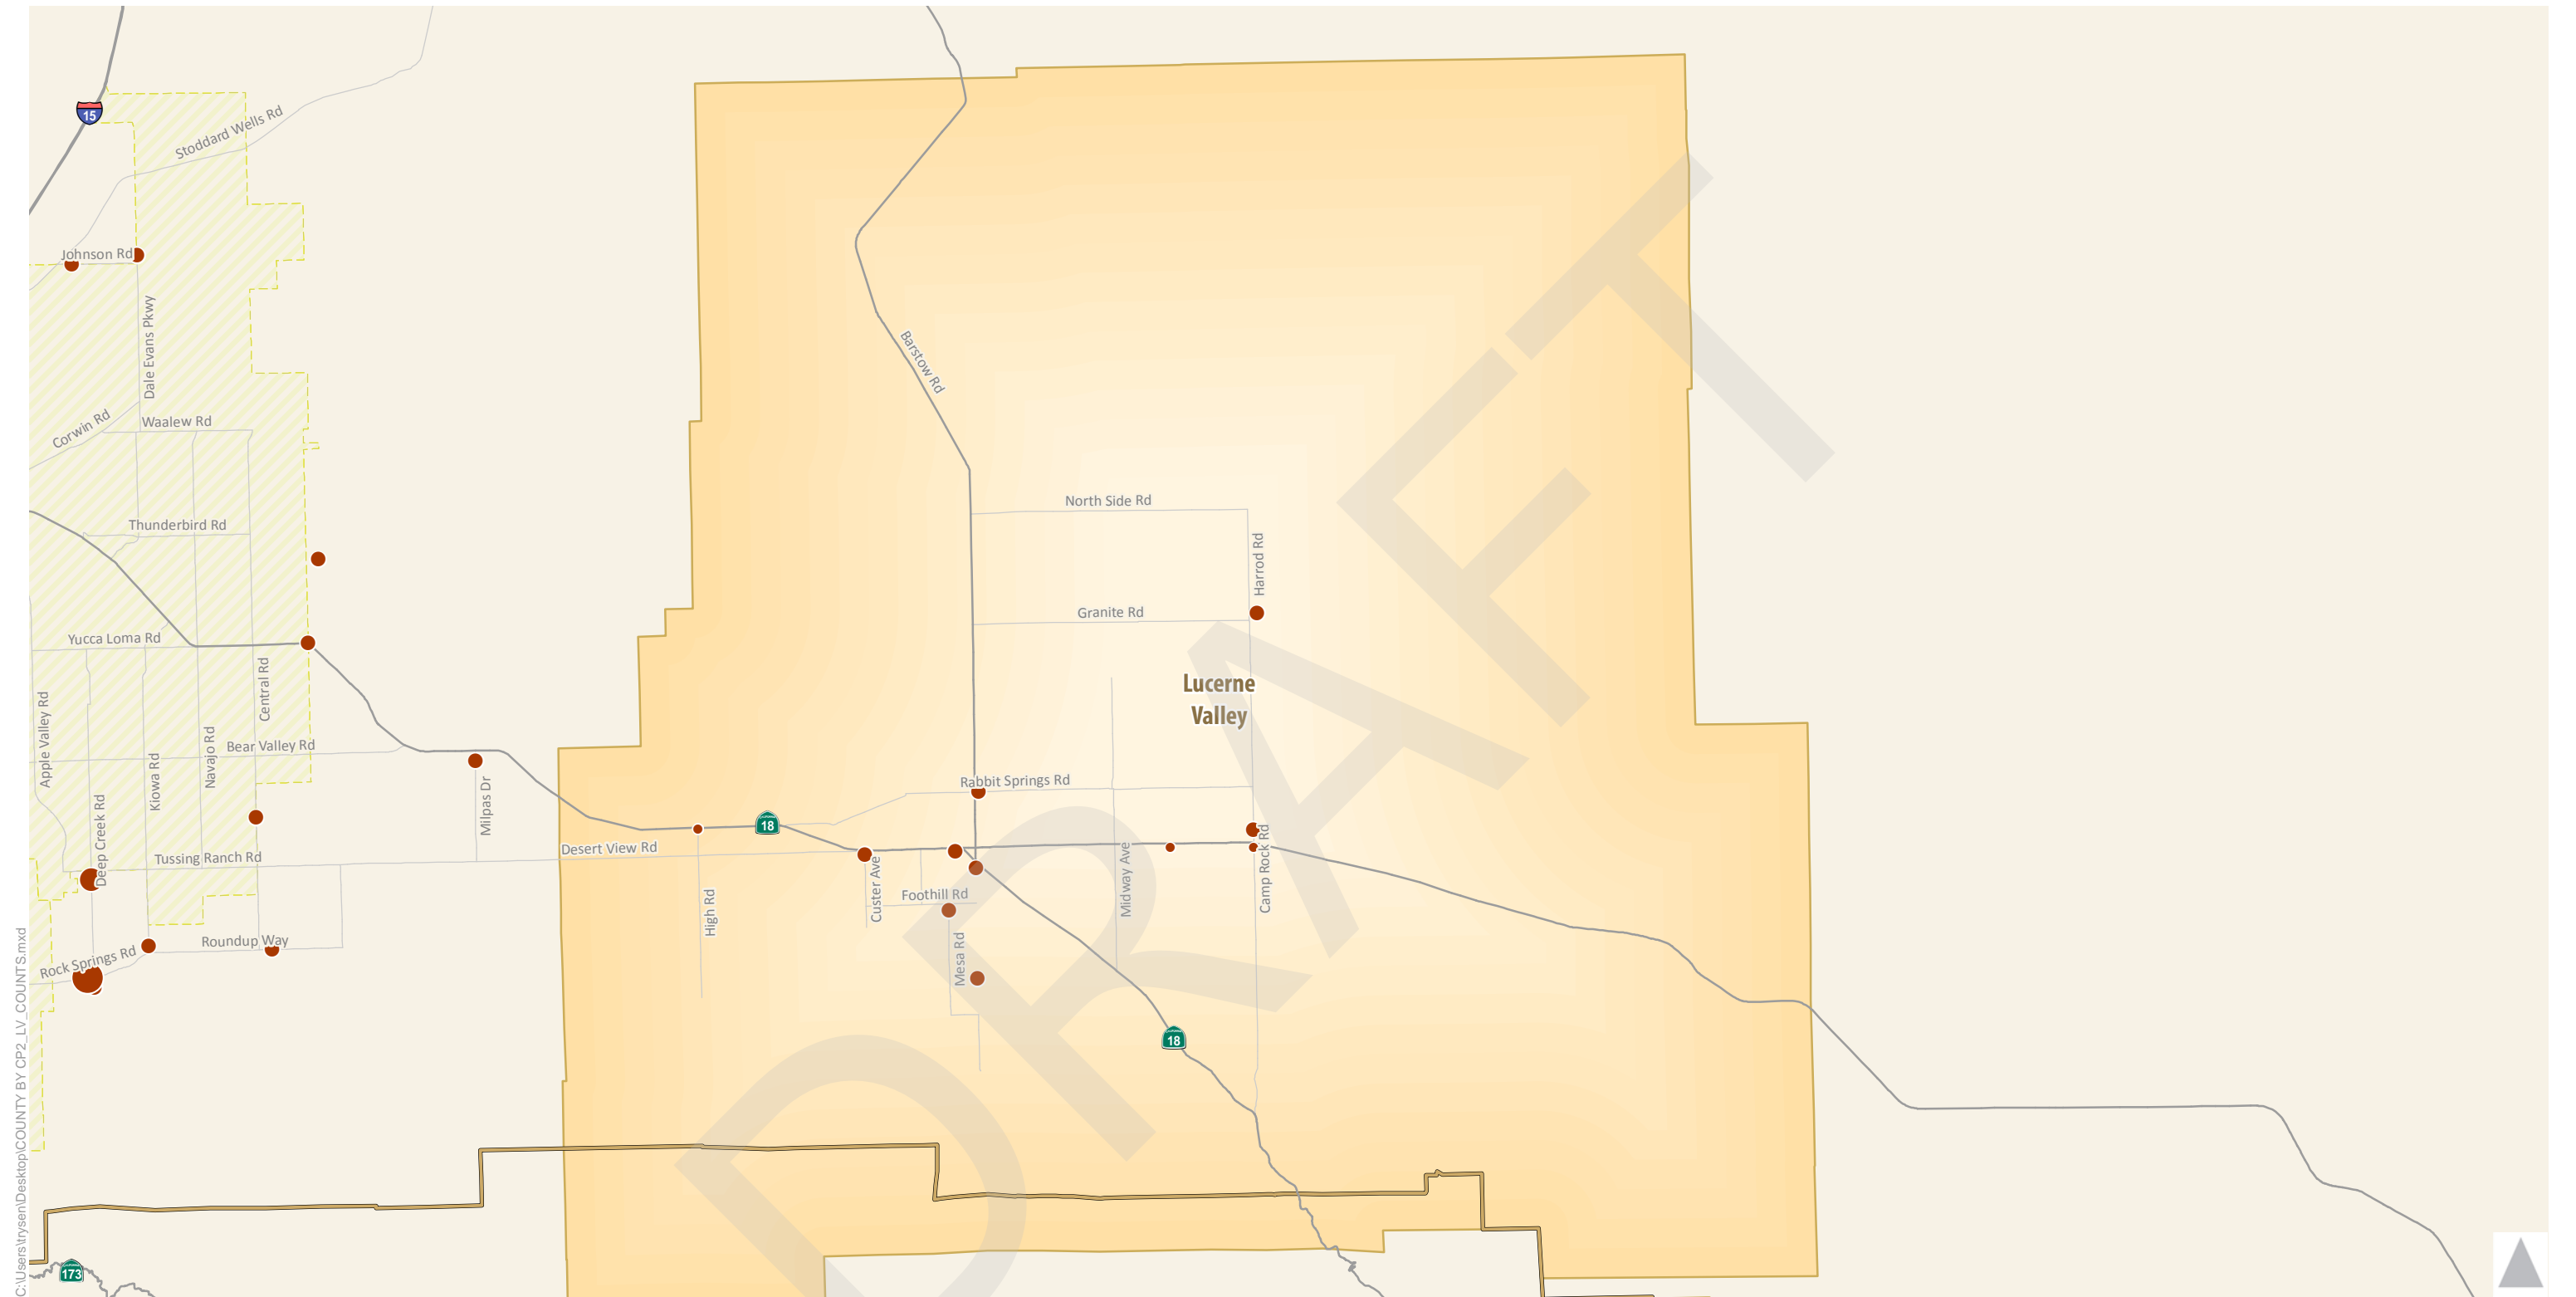 15
Stoddard Wells Rd
Johnson Rd
Dale Evans Pkwy
Corwin Rd
Waalew Rd
Barstow Rd
North Side Rd
Thunderbird Rd
Harrod Rd
Granite Rd
Yucca Loma Rd
Central Rd
Lucerne
Valley
Apple Valley Rd
Navajo Rd
Bear Valley Rd
Kiowa Rd
Deep Creek Rd
Milpas Dr
Rabbit Springs Rd
18
Tussing Ranch Rd
Desert View Rd
Custer Ave
Midway Ave
Camp Rock Rd
High Rd
Foothill Rd
Mesa Rd
Roundup Way
Rock Springs Rd
18
173
DRAFT
C:\Users\trysen\Desktop\COUNTY BY CP2_LV_COUNTS.mxd